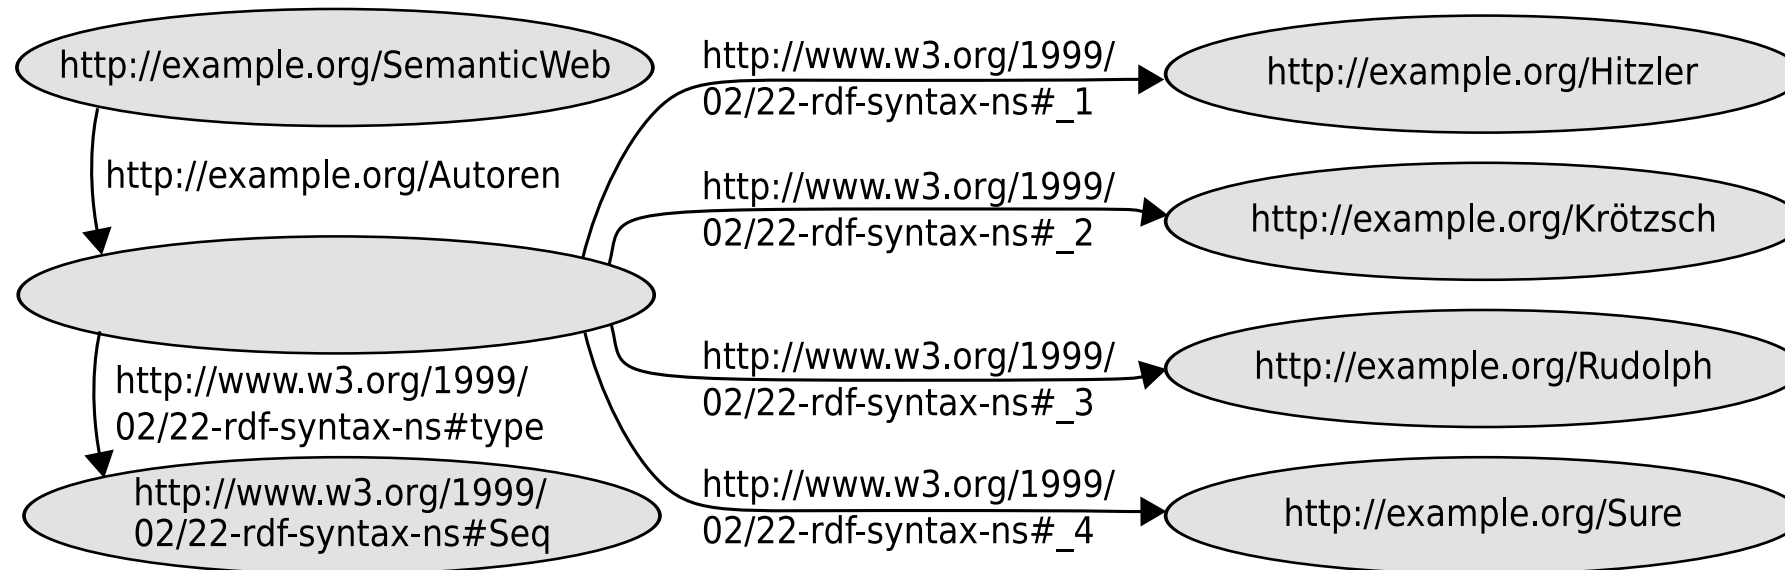 http://example.org/SemanticWeb
http://example.org/Autoren
http://www.w3.org/1999/
02/22-rdf-syntax-ns#type
http://www.w3.org/1999/
02/22-rdf-syntax-ns#Seq
http://www.w3.org/1999/
02/22-rdf-syntax-ns#_1
http://example.org/Hitzler
http://www.w3.org/1999/
02/22-rdf-syntax-ns#_2
http://example.org/Krötzsch
http://www.w3.org/1999/
02/22-rdf-syntax-ns#_3
http://example.org/Rudolph
http://www.w3.org/1999/
02/22-rdf-syntax-ns#_4
http://example.org/Sure